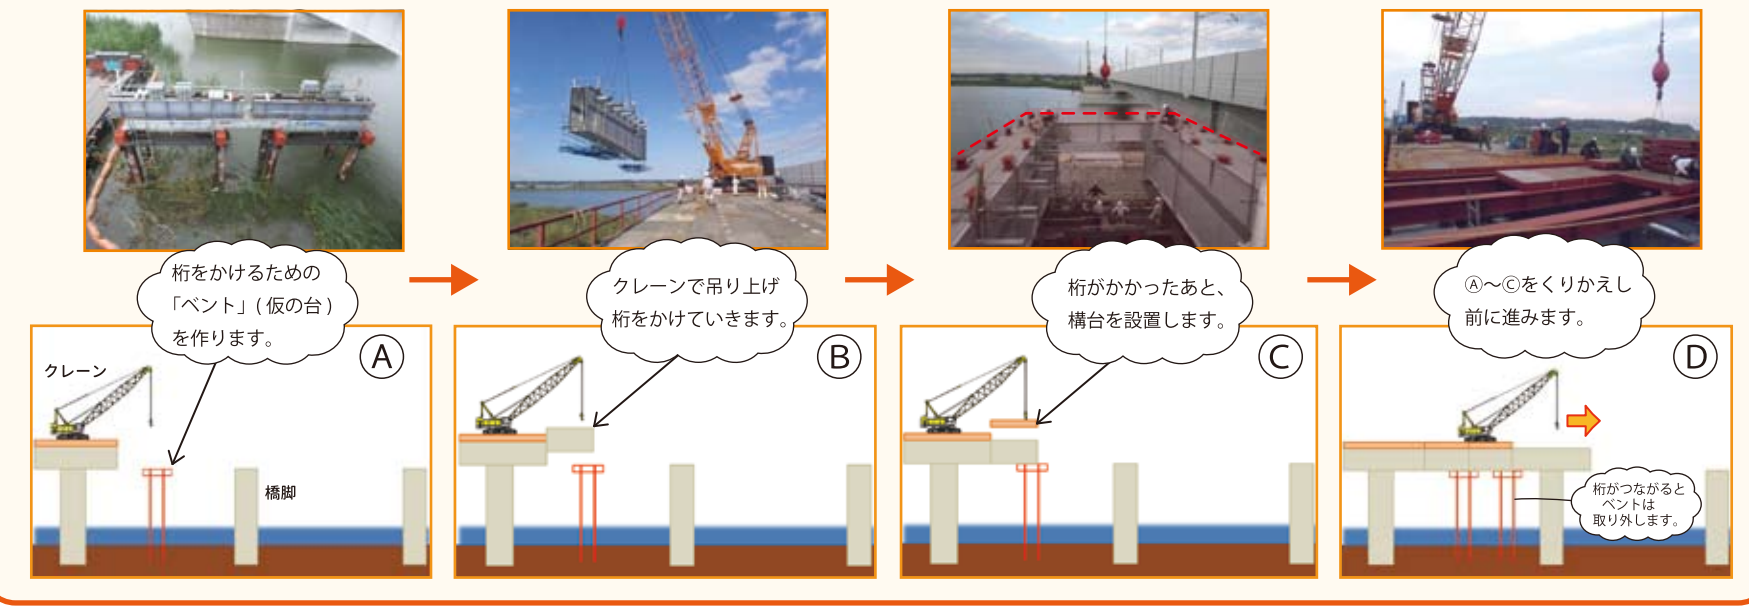 桁をかけるための
「ベント」(仮の台)
を作ります。
クレーンで吊り上げ
桁をかけていきます。
桁がかかったあと、
構台を設置します。
Ⓐ～Ⓒをくりかえし
前に進みます。
Ⓐ
クレーン
橋脚
Ⓑ
Ⓒ
Ⓓ
桁がつながると
ベントは
取り外します。